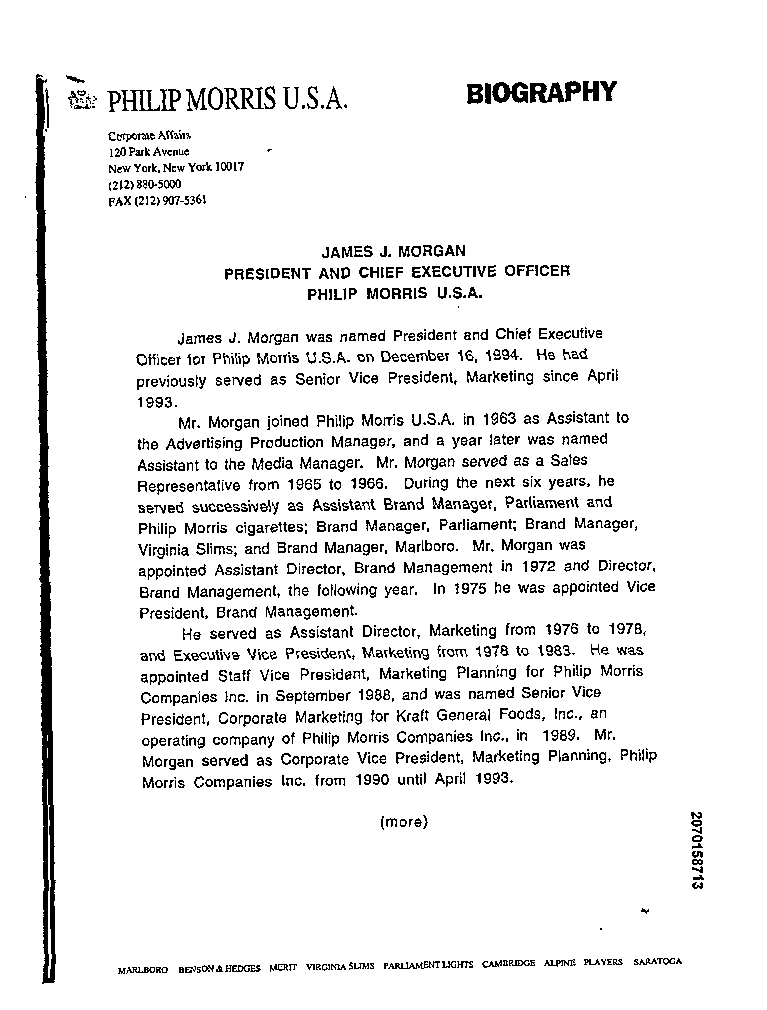 PHILIP MORRIS U.S.A.
BIOGRAPHY
Corporate Affairs
120 Park Avenue
New York, New York 10017
(212) 880-5000
FAX (212) 907-5361
JAMES J. MORGAN
PRESIDENT AND CHIEF EXECUTIVE OFFICER
PHILIP MORRIS U.S.A.
James J. Morgan was named President and Chief Executive
Officer for Philip Morris U.S.A. on December 16, 1994. He had
previously served as Senior Vice President, Marketing since April
1993.
Mr. Morgan joined Philip Morris U.S.A. in 1963 as Assistant to
the Advertising Production Manager, and a year later was named
Assistant to the Media Manager. Mr. Morgan served as a Sales
Representative from 1965 to 1966. During the next six years, he
served successively as Assistant Brand Manager, Parliament and
Philip Morris cigarettes; Brand Manager, Parliament; Brand Manager,
Virginia Slims; and Brand Manager, Marlboro. Mr. Morgan was
appointed Assistant Director, Brand Management in 1972 and Director,
Brand Management, the following year. In 1975 he was appointed Vice
President, Brand Management.
He served as Assistant Director, Marketing from 1976 to 1978,
and Executive Vice President, Marketing from 1978 to 1983. He was
appointed Staff Vice President, Marketing Planning for Philip Morris
Companies Inc. in September 1988, and was named Senior Vice
President, Corporate Marketing for Kraft General Foods, Inc., an
operating company of Philip Morris Companies Inc., in 1989. Mr.
Morgan served as Corporate Vice President, Marketing Planning, Philip
Morris Companies Inc. from 1990 until April 1993.
(more)
2070158713
MARLBORO BENSON & HEDGES MERIT VIRGINIA SLIMS PARLIAMENT LIGHTS CAMBRIDGE ALPINE PLAYERS SARATOGA